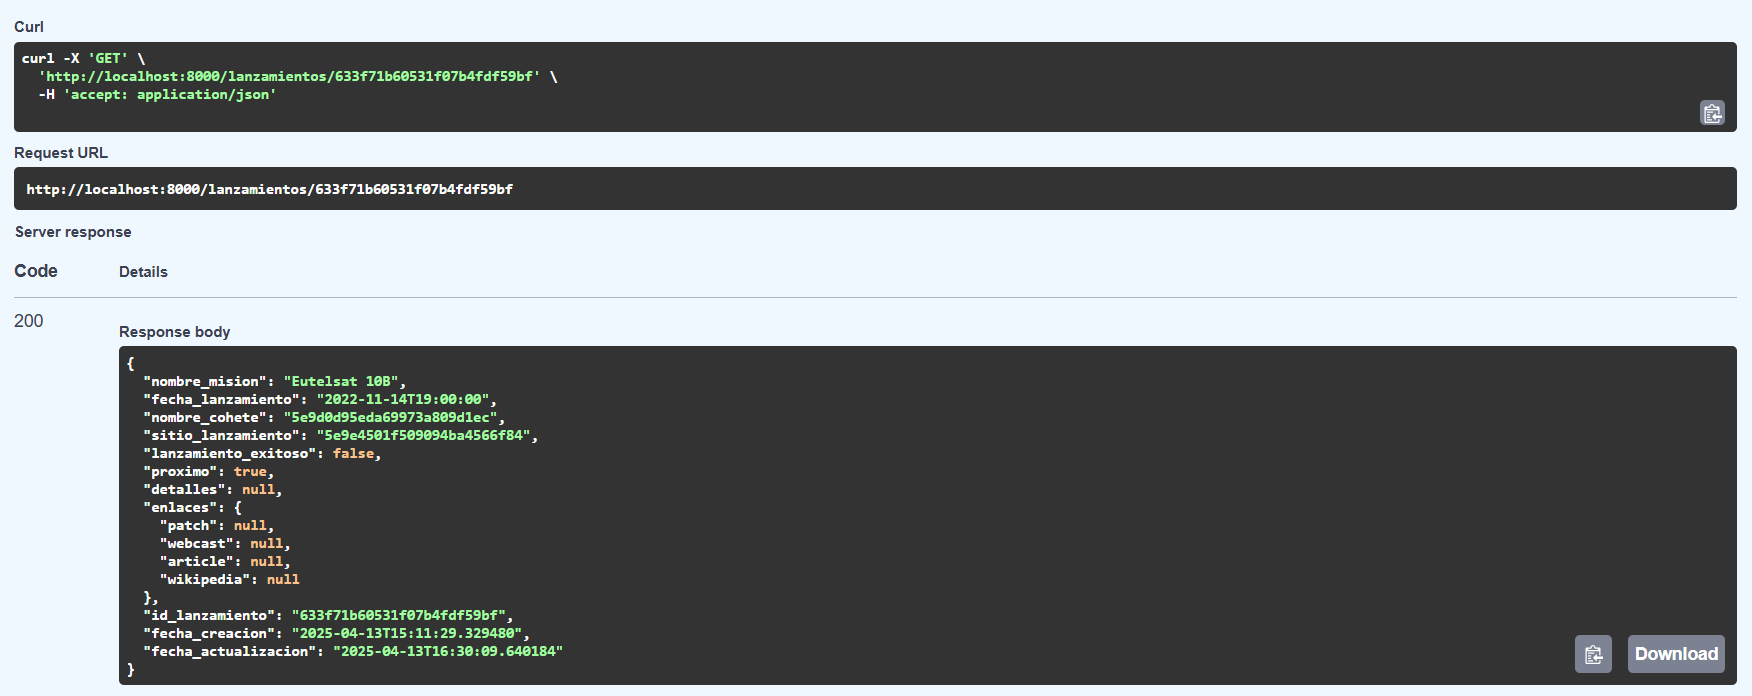 Curl
curl -X 'GET' \
  'http://localhost:8000/lanzamientos/633f71b60531f07b4fdf59bf' \
  -H 'accept: application/json'
Request URL
http://localhost:8000/lanzamientos/633f71b60531f07b4fdf59bf
Server response
Code Details
200
Response body
{
  "nombre_mision": "Eutelsat 10B",
  "fecha_lanzamiento": "2022-11-14T19:00:00",
  "nombre_cohete": "5e9d0d95eda69973a809d1ec",
  "sitio_lanzamiento": "5e9e4501f509094ba4566f84",
  "lanzamiento_exitoso": false,
  "proximo": true,
  "detalles": null,
  "enlaces": {
    "patch": null,
    "webcast": null,
    "article": null,
    "wikipedia": null
  },
  "id_lanzamiento": "633f71b60531f07b4fdf59bf",
  "fecha_creacion": "2025-04-13T15:11:29.329480",
  "fecha_actualizacion": "2025-04-13T16:30:09.640184"
}
Download